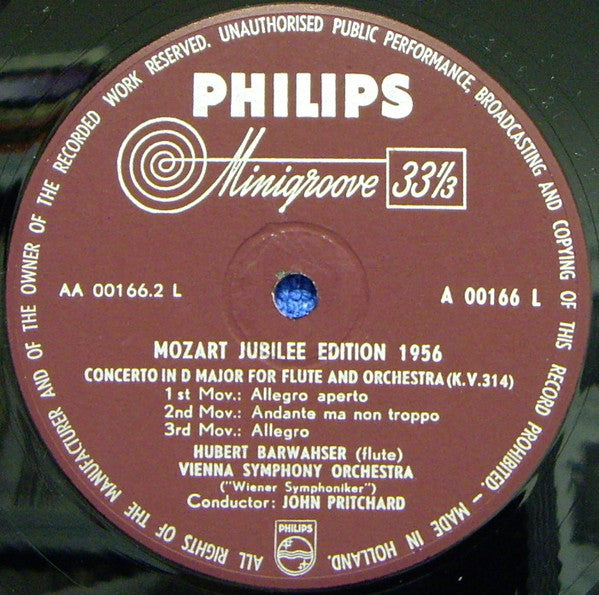 ALL RIGHTS OF THE MANUFACTURER AND OF THE OWNER OF THE RECORDED WORK RESERVED. UNAUTHORISED PUBLIC PERFORMANCE, BROADCASTING AND COPYING OF THIS RECORD PROHIBITED. – MADE IN HOLLAND.
PHILIPS
Minigroove 33⅓
AA 00166.2 L A 00166 L
MOZART JUBILEE EDITION 1956
CONCERTO IN D MAJOR FOR FLUTE AND ORCHESTRA (K.V.314)
1 st Mov.: Allegro aperto
2nd Mov.: Andante ma non troppo
3rd Mov.: Allegro
HUBERT BARWAHSER (flute)
VIENNA SYMPHONY ORCHESTRA
("Wiener Symphoniker")
Conductor: JOHN PRITCHARD
PHILIPS